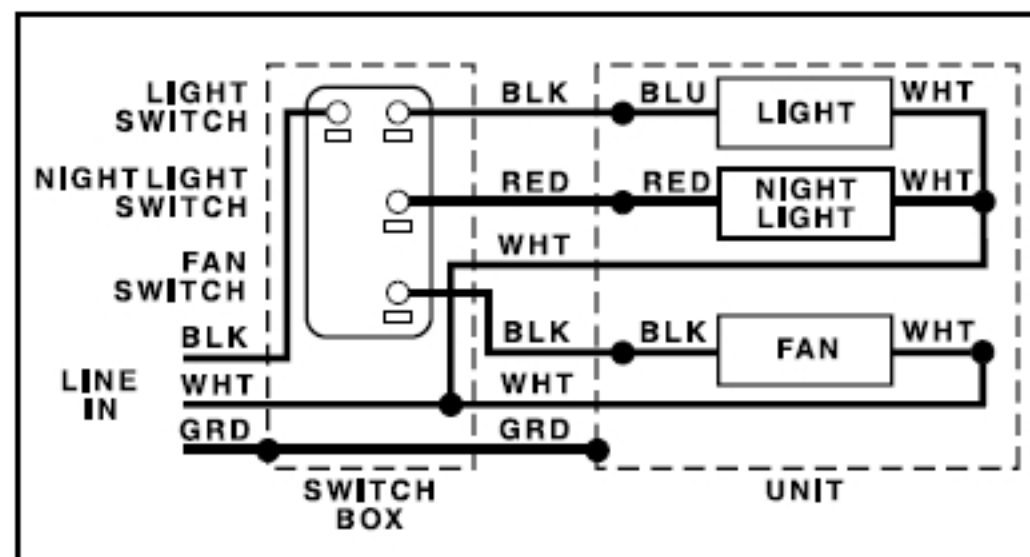 LIGHT
SWITCH
BLK
BLU
LIGHT
WHT
NIGHT LIGHT
SWITCH
RED
RED
NIGHT
LIGHT
WHT
WHT
FAN
SWITCH
BLK
BLK
BLK
FAN
WHT
LINE
IN
WHT
WHT
GRD
GRD
SWITCH
BOX
UNIT